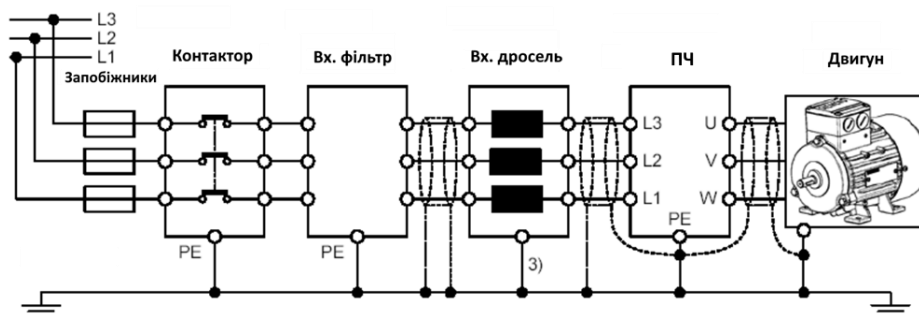 L3
L2
L1
Запобіжники
Контактор
Вх. фільтр
Вх. дросель
ПЧ
Двигун
L3
U
L2
V
L1
W
PE
PE
PE
3)